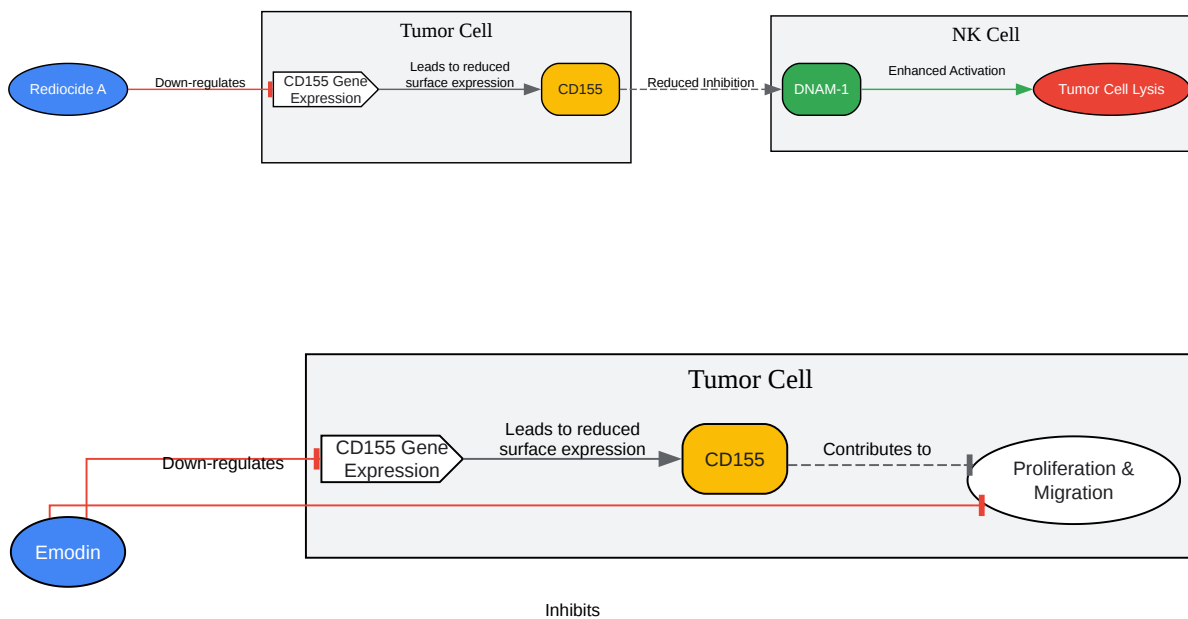 Tumor Cell
NK Cell
Rediocide A
Down-regulates
CD155 Gene
Expression
Leads to reduced
surface expression
CD155
Reduced Inhibition
DNAM-1
Enhanced Activation
Tumor Cell Lysis
Tumor Cell
Down-regulates
CD155 Gene
Expression
Leads to reduced
surface expression
CD155
Contributes to
Proliferation &
Migration
Emodin
Inhibits